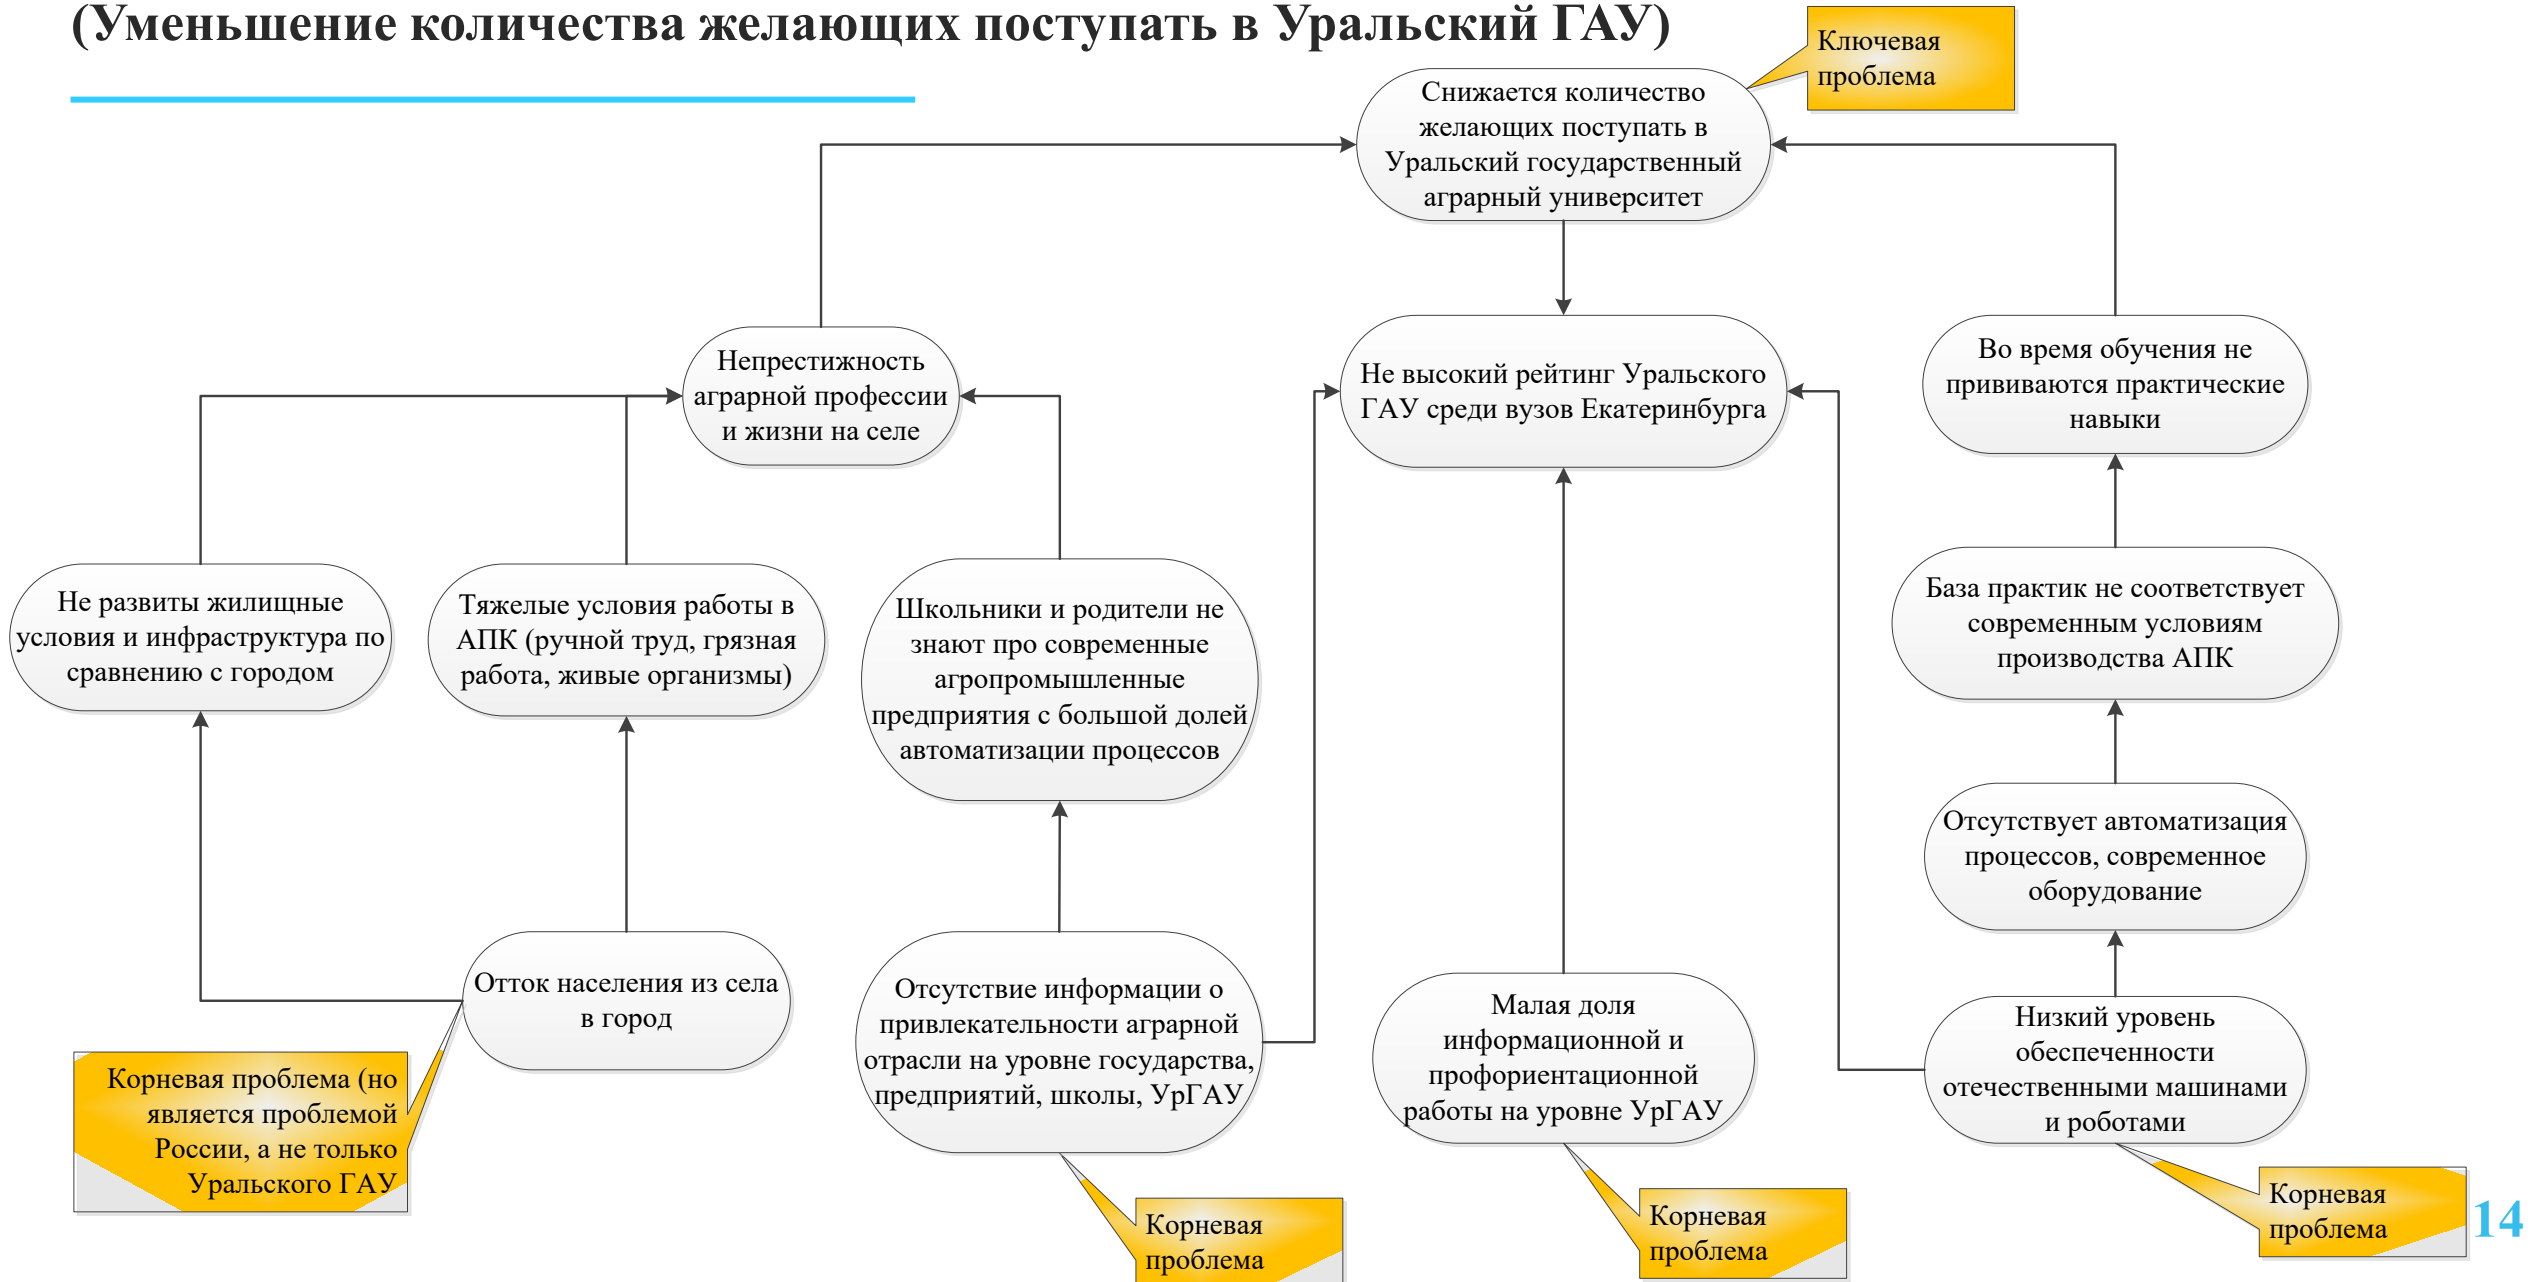 (Уменьшение количества желающих поступать в Уральский ГАУ)
Ключевая
проблема
Снижается количество
желающих поступать в
Уральский государственный
аграрный университет
Непрестижность
аграрной профессии
и жизни на селе
Не высокий рейтинг Уральского
ГАУ среди вузов Екатеринбурга
Во время обучения не
прививаются практические
навыки
Не развиты жилищные
условия и инфраструктура по
сравнению с городом
Тяжелые условия работы в
АПК (ручной труд, грязная
работа, живые организмы)
Школьники и родители не
знают про современные
агропромышленные
предприятия с большой долей
автоматизации процессов
База практик не соответствует
современным условиям
производства АПК
Отсутствует автоматизация
процессов, современное
оборудование
Отток населения из села
в город
Отсутствие информации о
привлекательности аграрной
отрасли на уровне государства,
предприятий, школы, УрГАУ
Малая доля
информационной и
профориентационной
работы на уровне УрГАУ
Низкий уровень
обеспеченности
отечественными машинами
и роботами
Корневая проблема (но
является проблемой
России, а не только
Уральского ГАУ
Корневая
проблема
Корневая
проблема
Корневая
проблема
14